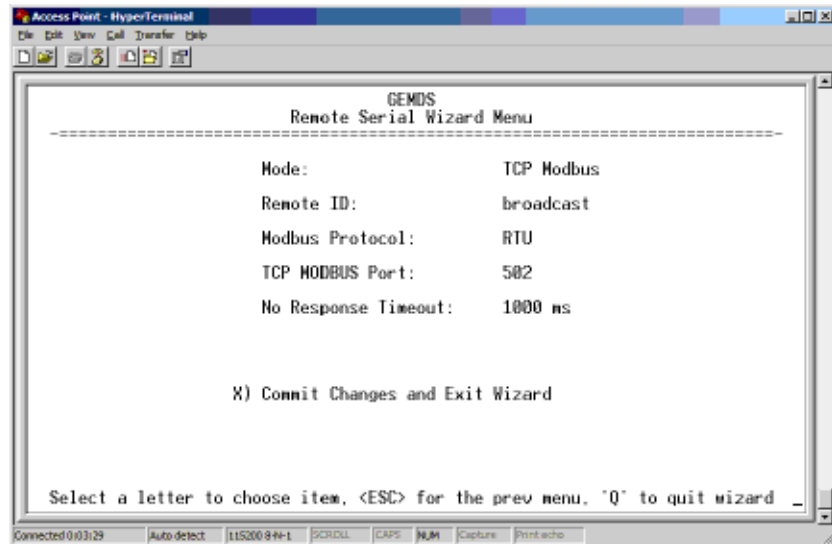 Access Point - HyperTerminal
File Edit View Call Transfer Help
GEMDS
Remote Serial Wizard Menu
-==========================================================================-
Mode: TCP Modbus
Remote ID: broadcast
Modbus Protocol: RTU
TCP MODBUS Port: 502
No Response Timeout: 1000 ms
X) Commit Changes and Exit Wizard
Select a letter to choose item, <ESC> for the prev menu, "Q" to quit wizard _
Connected 0:03:29 Auto detect 115200 8-N-1 SCROLL CAPS NUM Capture Print echo